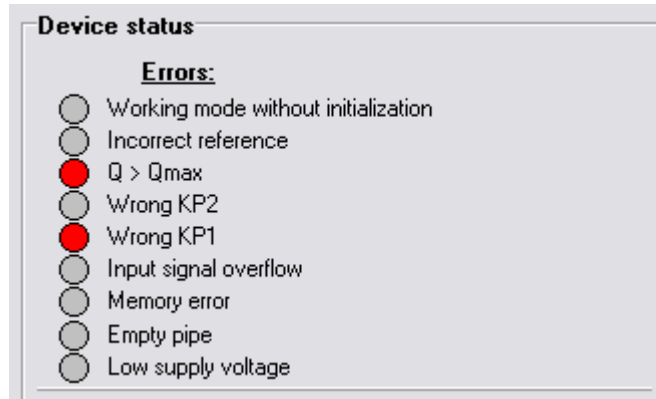 Device status
Errors:
Working mode without initialization
Incorrect reference
Q > Qmax
Wrong KP2
Wrong KP1
Input signal overflow
Memory error
Empty pipe
Low supply voltage